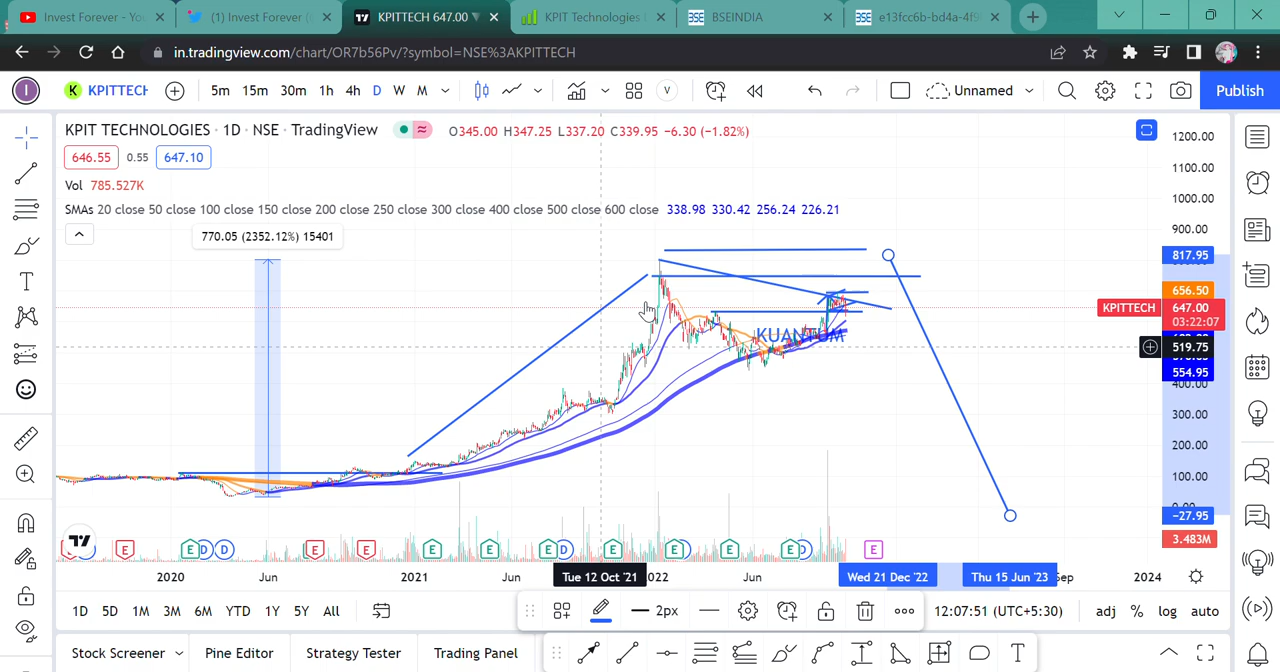 Invest Forever - YouTu
(1) Invest Forever (
KPITTECH 647.00 ▼
KPIT Technologies
BSEINDIA
e13fcc6b-bd4a-4f9
in.tradingview.com/chart/OR7b56Pv/?symbol=NSE%3AKPITTECH
I
K KPITTECH
5m 15m 30m 1h 4h D W M
V
Unnamed
Publish
KPIT TECHNOLOGIES · 1D · NSE · TradingView
O345.00 H347.25 L337.20 C339.95 −6.30 (−1.82%)
646.55 0.55 647.10
Vol 785.527K
SMAs 20 close 50 close 100 close 150 close 200 close 250 close 300 close 400 close 500 close 600 close 338.98 330.42 256.24 226.21
770.05 (2352.12%) 15401
KUANTUM
1200.00
1100.00
1000.00
900.00
817.95
656.50
KPITTECH 647.00
03:22:07
519.75
554.95
400.00
300.00
200.00
100.00
−27.95
3.483M
E E D D E E E E E D E E D E E D E
2020 Jun 2021 Jun Tue 12 Oct '21 2022 Jun Wed 21 Dec '22 Thu 15 Jun '23 Sep 2024
1D 5D 1M 3M 6M YTD 1Y 5Y All
2px
12:07:51 (UTC+5:30) adj % log auto
Stock Screener Pine Editor Strategy Tester Trading Panel
T